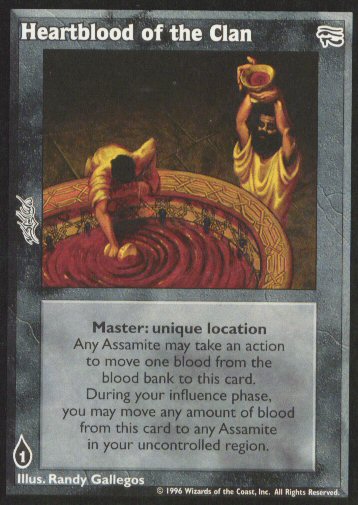 Heartblood of the Clan
Master: unique location
Any Assamite may take an action
to move one blood from the
blood bank to this card.
During your influence phase,
you may move any amount of blood
from this card to any Assamite
in your uncontrolled region.
1
Illus. Randy Gallegos
© 1996 Wizards of the Coast, Inc. All Rights Reserved.